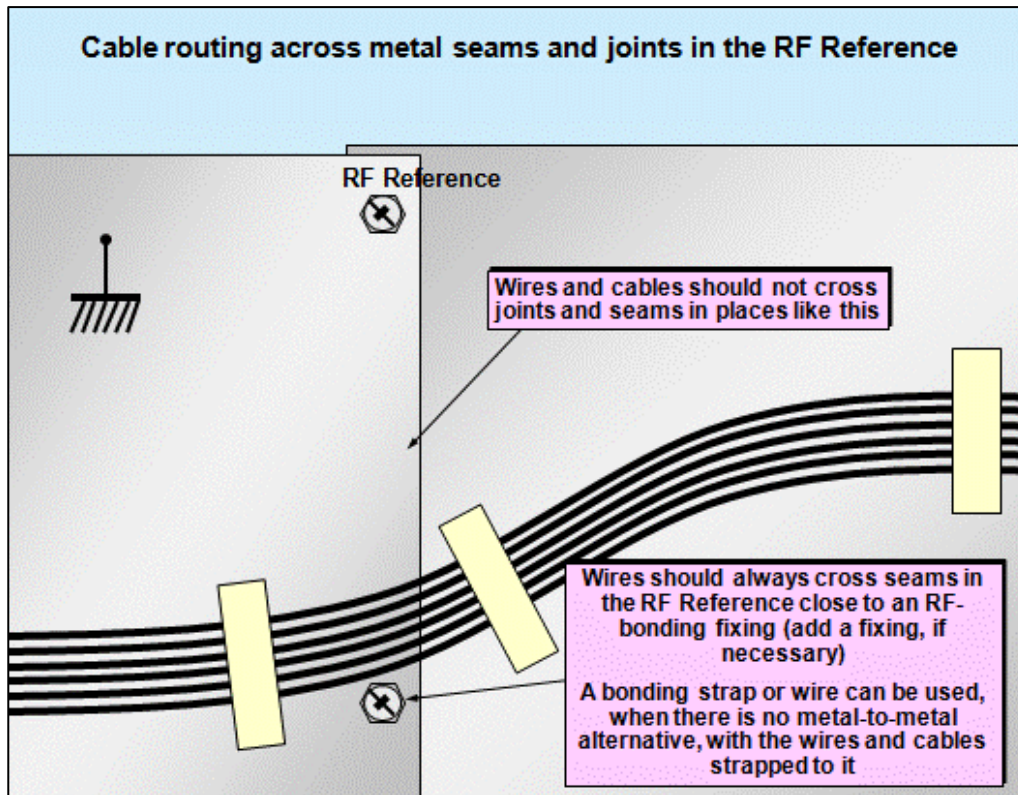 Cable routing across metal seams and joints in the RF Reference
RF Reference
Wires and cables should not cross
joints and seams in places like this
Wires should always cross seams in
the RF Reference close to an RF-
bonding fixing (add a fixing, if
necessary)
A bonding strap or wire can be used,
when there is no metal-to-metal
alternative, with the wires and cables
strapped to it